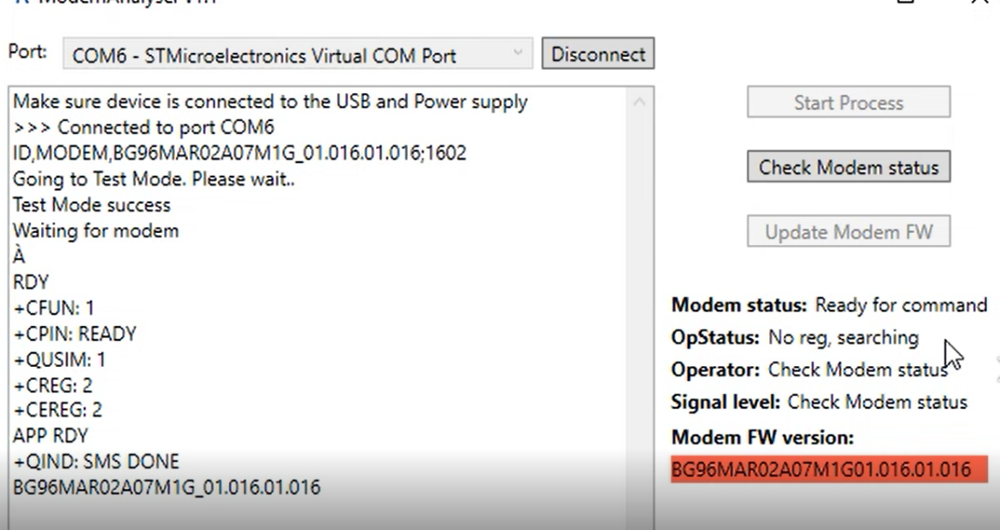 Port:
COM6 - STMicroelectronics Virtual COM Port
Disconnect
Make sure device is connected to the USB and Power supply
>>> Connected to port COM6
ID,MODEM,BG96MAR02A07M1G_01.016.01.016;1602
Going to Test Mode. Please wait..
Test Mode success
Waiting for modem
À
RDY
+CFUN: 1
+CPIN: READY
+QUSIM: 1
+CREG: 2
+CEREG: 2
APP RDY
+QIND: SMS DONE
BG96MAR02A07M1G_01.016.01.016
Start Process
Check Modem status
Update Modem FW
Modem status: Ready for command
OpStatus: No reg, searching
Operator: Check Modem status
Signal level: Check Modem status
Modem FW version:
BG96MAR02A07M1G01.016.01.016